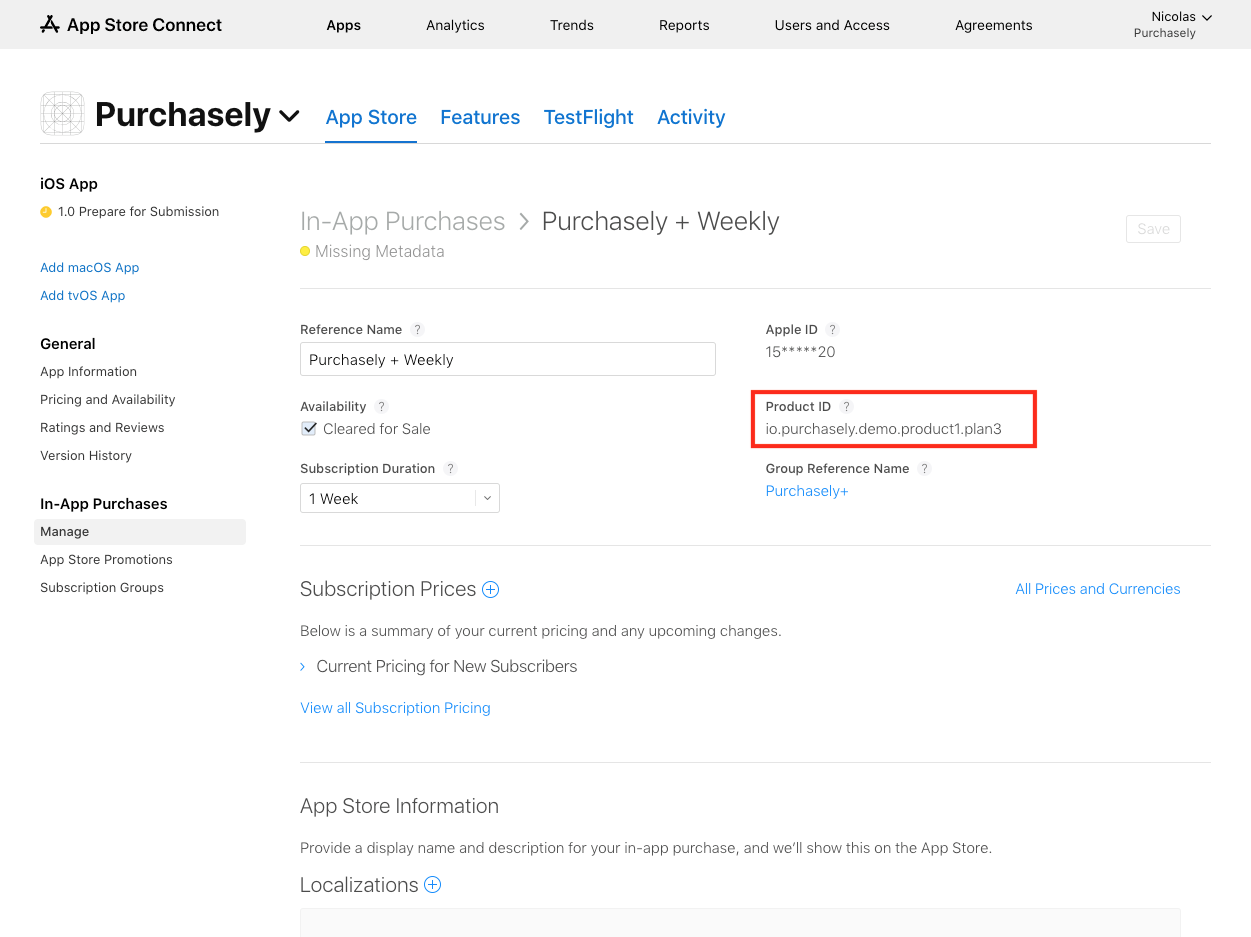 App Store Connect
Apps
Analytics
Trends
Reports
Users and Access
Agreements
Nicolas
Purchasely
Purchasely
App Store
Features
TestFlight
Activity
iOS App
1.0 Prepare for Submission
Add macOS App
Add tvOS App
General
App Information
Pricing and Availability
Ratings and Reviews
Version History
In-App Purchases
Manage
App Store Promotions
Subscription Groups
In-App Purchases > Purchasely + Weekly
Save
Missing Metadata
Reference Name ?
Purchasely + Weekly
Apple ID ?
15*****20
Availability ?
Cleared for Sale
Product ID ?
io.purchasely.demo.product1.plan3
Subscription Duration ?
1 Week
Group Reference Name ?
Purchasely+
Subscription Prices
All Prices and Currencies
Below is a summary of your current pricing and any upcoming changes.
Current Pricing for New Subscribers
View all Subscription Pricing
App Store Information
Provide a display name and description for your in-app purchase, and we’ll show this on the App Store.
Localizations